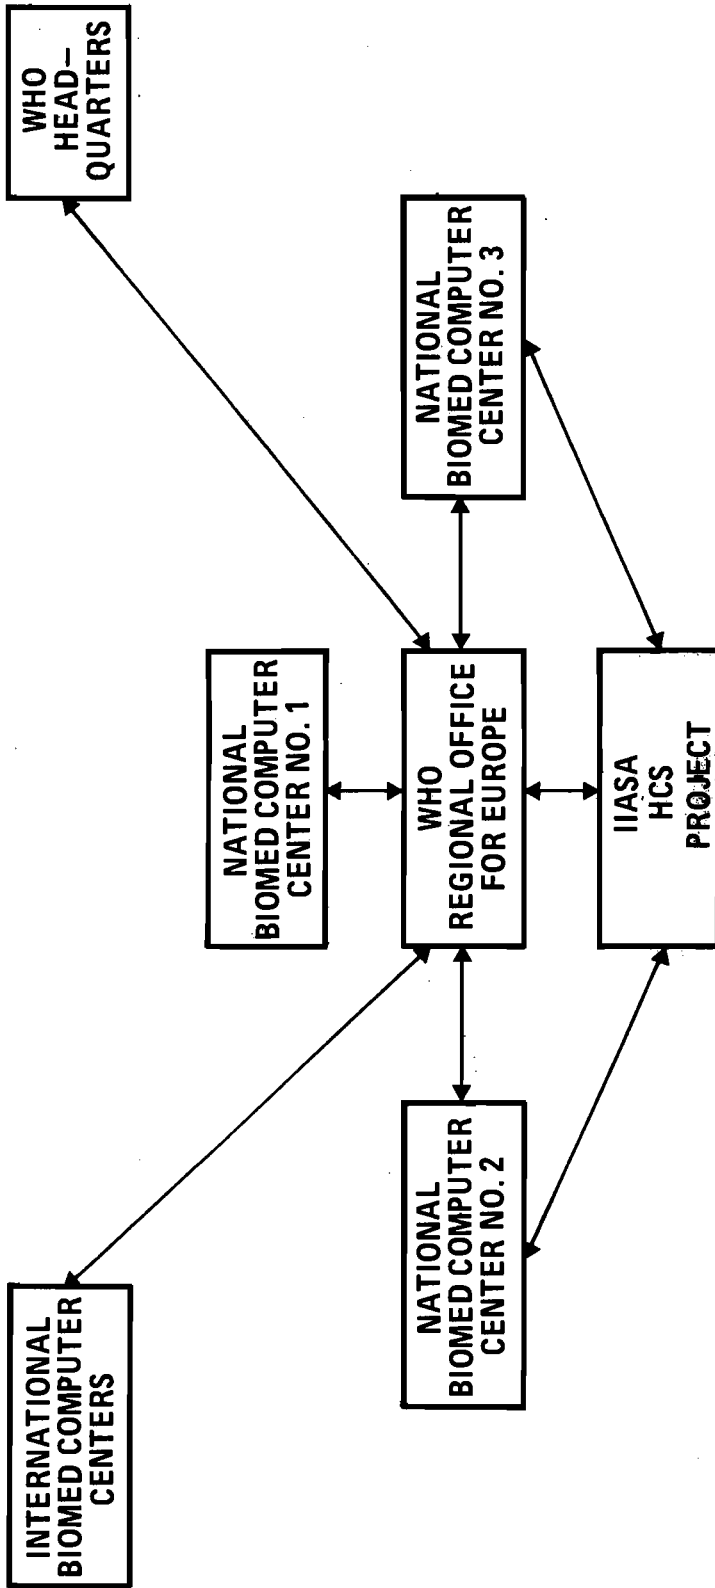 INTERNATIONAL
BIOMED COMPUTER
CENTERS
WHO
HEAD—
QUARTERS
NATIONAL
BIOMED COMPUTER
CENTER NO. 1
NATIONAL
BIOMED COMPUTER
CENTER NO. 2
WHO
REGIONAL OFFICE
FOR EUROPE
NATIONAL
BIOMED COMPUTER
CENTER NO. 3
IIASA
HCS
PROJECT